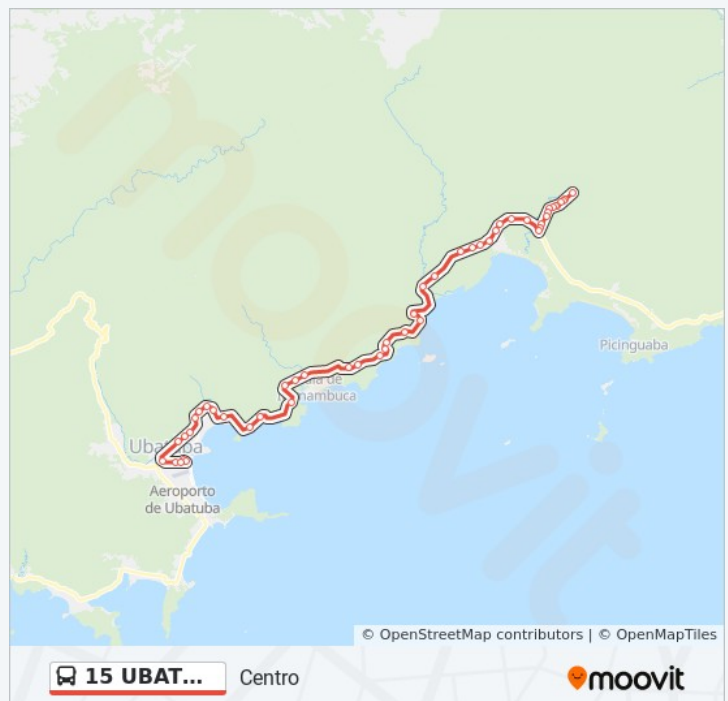 Picinguaba
Ubatuba
Aeroporto
de Ubatuba
© OpenStreetMap contributors | © OpenMapTiles
15 UBAT...
Centro
moovit